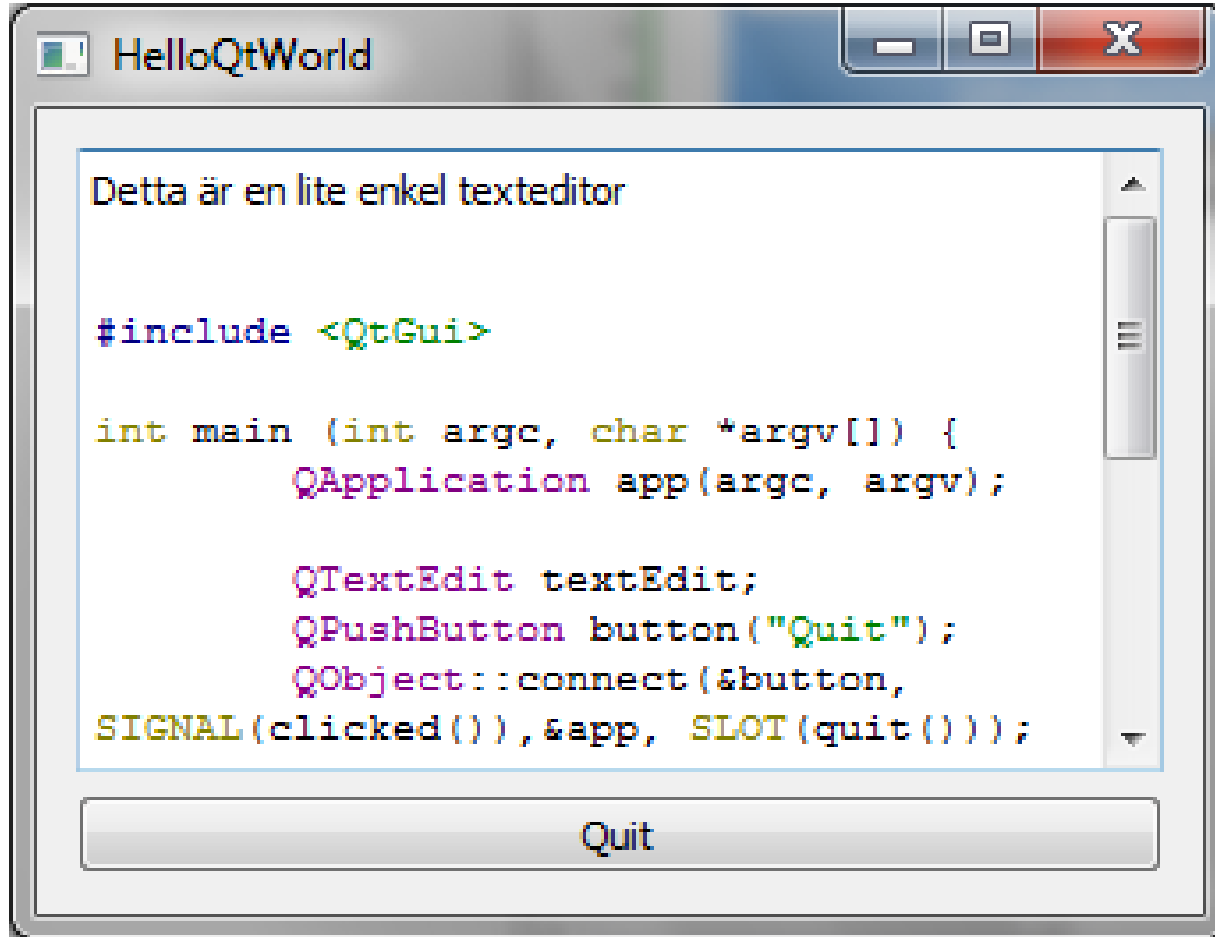 HelloQtWorld
Detta är en lite enkel texteditor
#include <QtGui>
int main (int argc, char *argv[]) {
QApplication app(argc, argv);
QTextEdit textEdit;
QPushButton button("Quit");
QObject::connect(&button,
SIGNAL(clicked()),&app, SLOT(quit()));
Quit